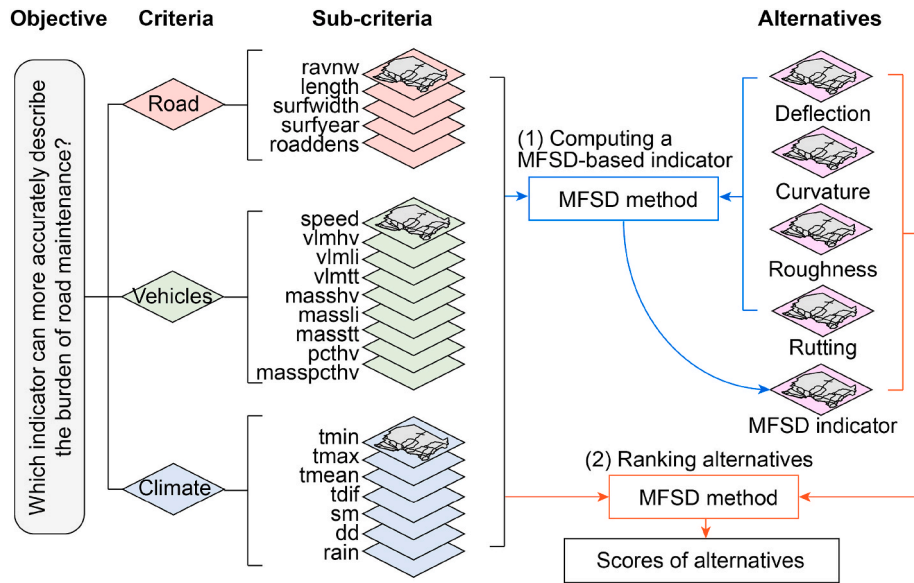 Objective
Criteria
Sub-criteria
Alternatives
Which indicator can more accurately describe
the burden of road maintenance?
Road
ravnw
length
surfwidth
surfyear
roaddens
Vehicles
speed
vlmhv
vlmli
vlmtt
masshv
massli
masstt
pcthv
masspcthv
Climate
tmin
tmax
tmean
tdif
sm
dd
rain
(1) Computing a
MFSD-based indicator
MFSD method
Deflection
Curvature
Roughness
Rutting
MFSD indicator
(2) Ranking alternatives
MFSD method
Scores of alternatives